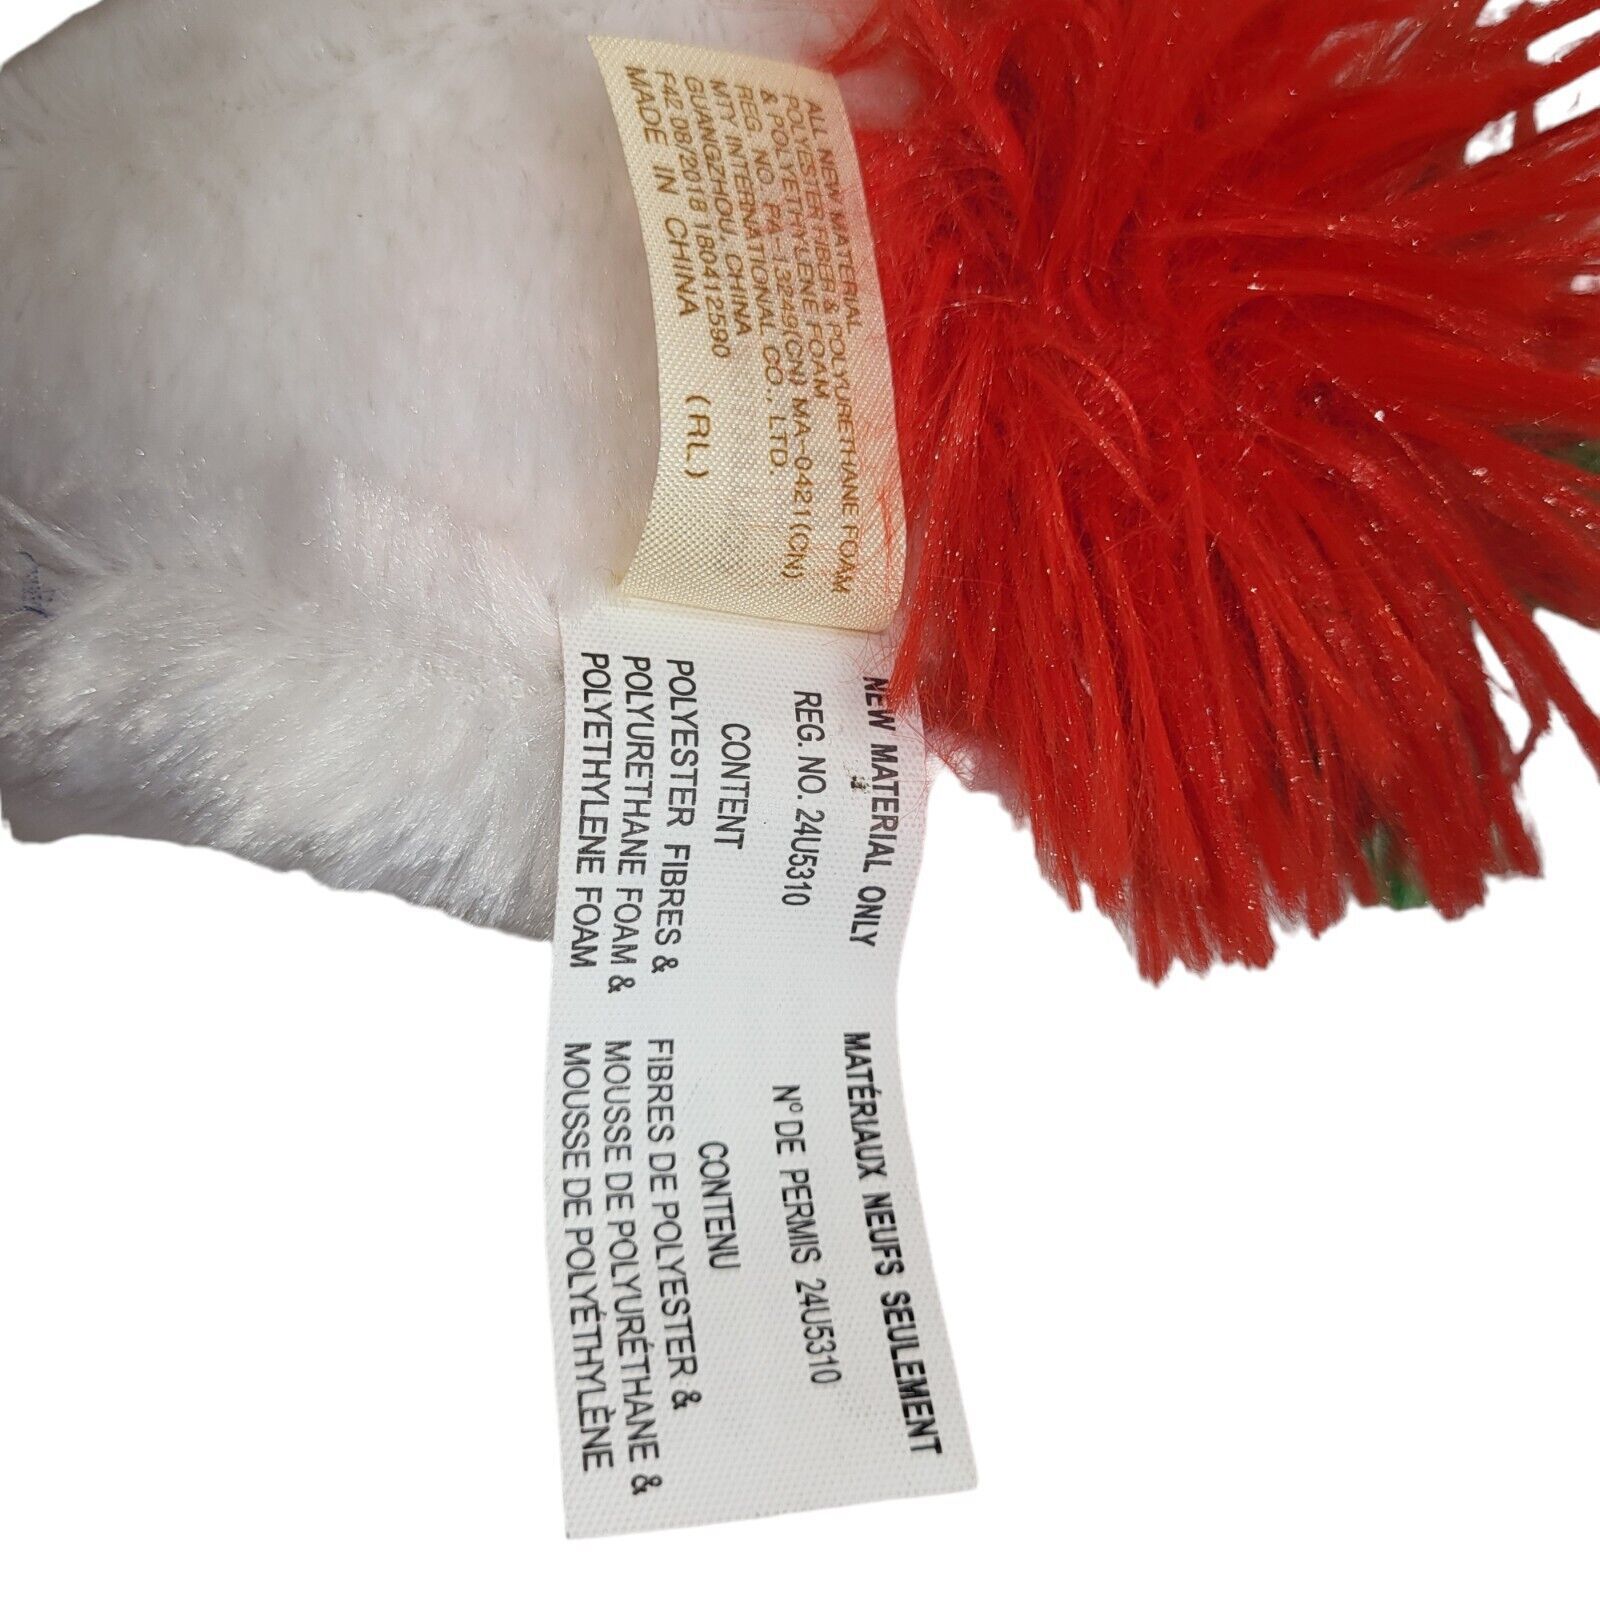 ALL NEW MATERIAL
POLYESTER FIBER & POLYURETHANE FOAM
& POLYETHYLENE FOAM
REG. NO. PA-13249(CN) MA-0421(CN)
MTY INTERNATIONAL CO., LTD.
GUANGZHOU, CHINA
F42 08/2018 1804412590
MADE IN CHINA (RL)
NEW MATERIAL ONLY
REG. NO. 24U5310
CONTENT
POLYESTER FIBRES &
POLYURETHANE FOAM &
POLYETHYLENE FOAM
MATÉRIAUX NEUFS SEULEMENT
Nº DE PERMIS 24U5310
CONTENU
FIBRES DE POLYESTER &
MOUSSE DE POLYURÉTHANE &
MOUSSE DE POLYÉTHYLÈNE